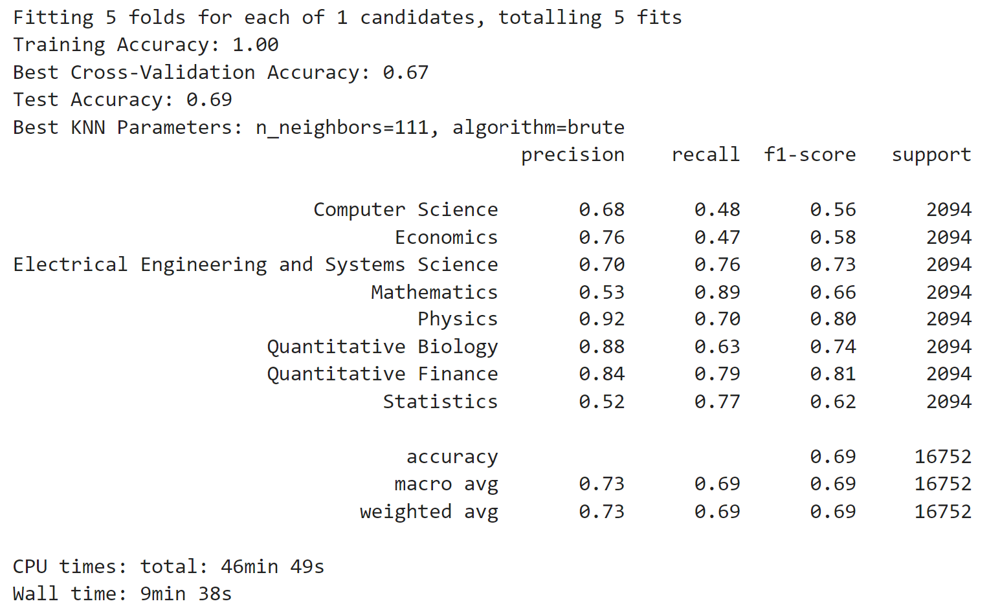 Fitting 5 folds for each of 1 candidates, totalling 5 fits
Training Accuracy: 1.00
Best Cross-Validation Accuracy: 0.67
Test Accuracy: 0.69
Best KNN Parameters: n_neighbors=111, algorithm=brute
precision recall f1-score support
Computer Science 0.68 0.48 0.56 2094
Economics 0.76 0.47 0.58 2094
Electrical Engineering and Systems Science 0.70 0.76 0.73 2094
Mathematics 0.53 0.89 0.66 2094
Physics 0.92 0.70 0.80 2094
Quantitative Biology 0.88 0.63 0.74 2094
Quantitative Finance 0.84 0.79 0.81 2094
Statistics 0.52 0.77 0.62 2094
accuracy 0.69 16752
macro avg 0.73 0.69 0.69 16752
weighted avg 0.73 0.69 0.69 16752
CPU times: total: 46min 49s
Wall time: 9min 38s